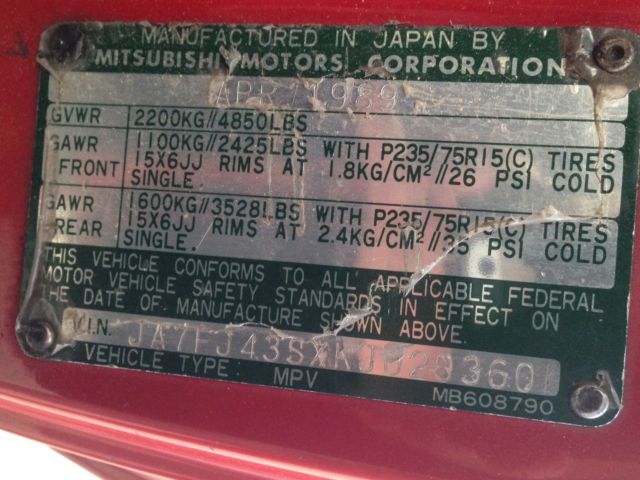 MANUFACTURED IN JAPAN BY
MITSUBISHI MOTORS CORPORATION
APR/1989
GVWR 2200KG//4850LBS
GAWR FRONT 1100KG//2425LBS WITH P235/75R15(C) TIRES
15X6JJ RIMS AT 1.8KG/CM²//26 PSI COLD
SINGLE.
GAWR REAR 1600KG//3528LBS WITH P235/75R15(C) TIRES
15X6JJ RIMS AT 2.4KG/CM²//35 PSI COLD
SINGLE.
THIS VEHICLE CONFORMS TO ALL APPLICABLE FEDERAL
MOTOR VEHICLE SAFETY STANDARDS IN EFFECT ON
THE DATE OF MANUFACTURE SHOWN ABOVE.
V.I.N.
VEHICLE TYPE: MPV
MB608790